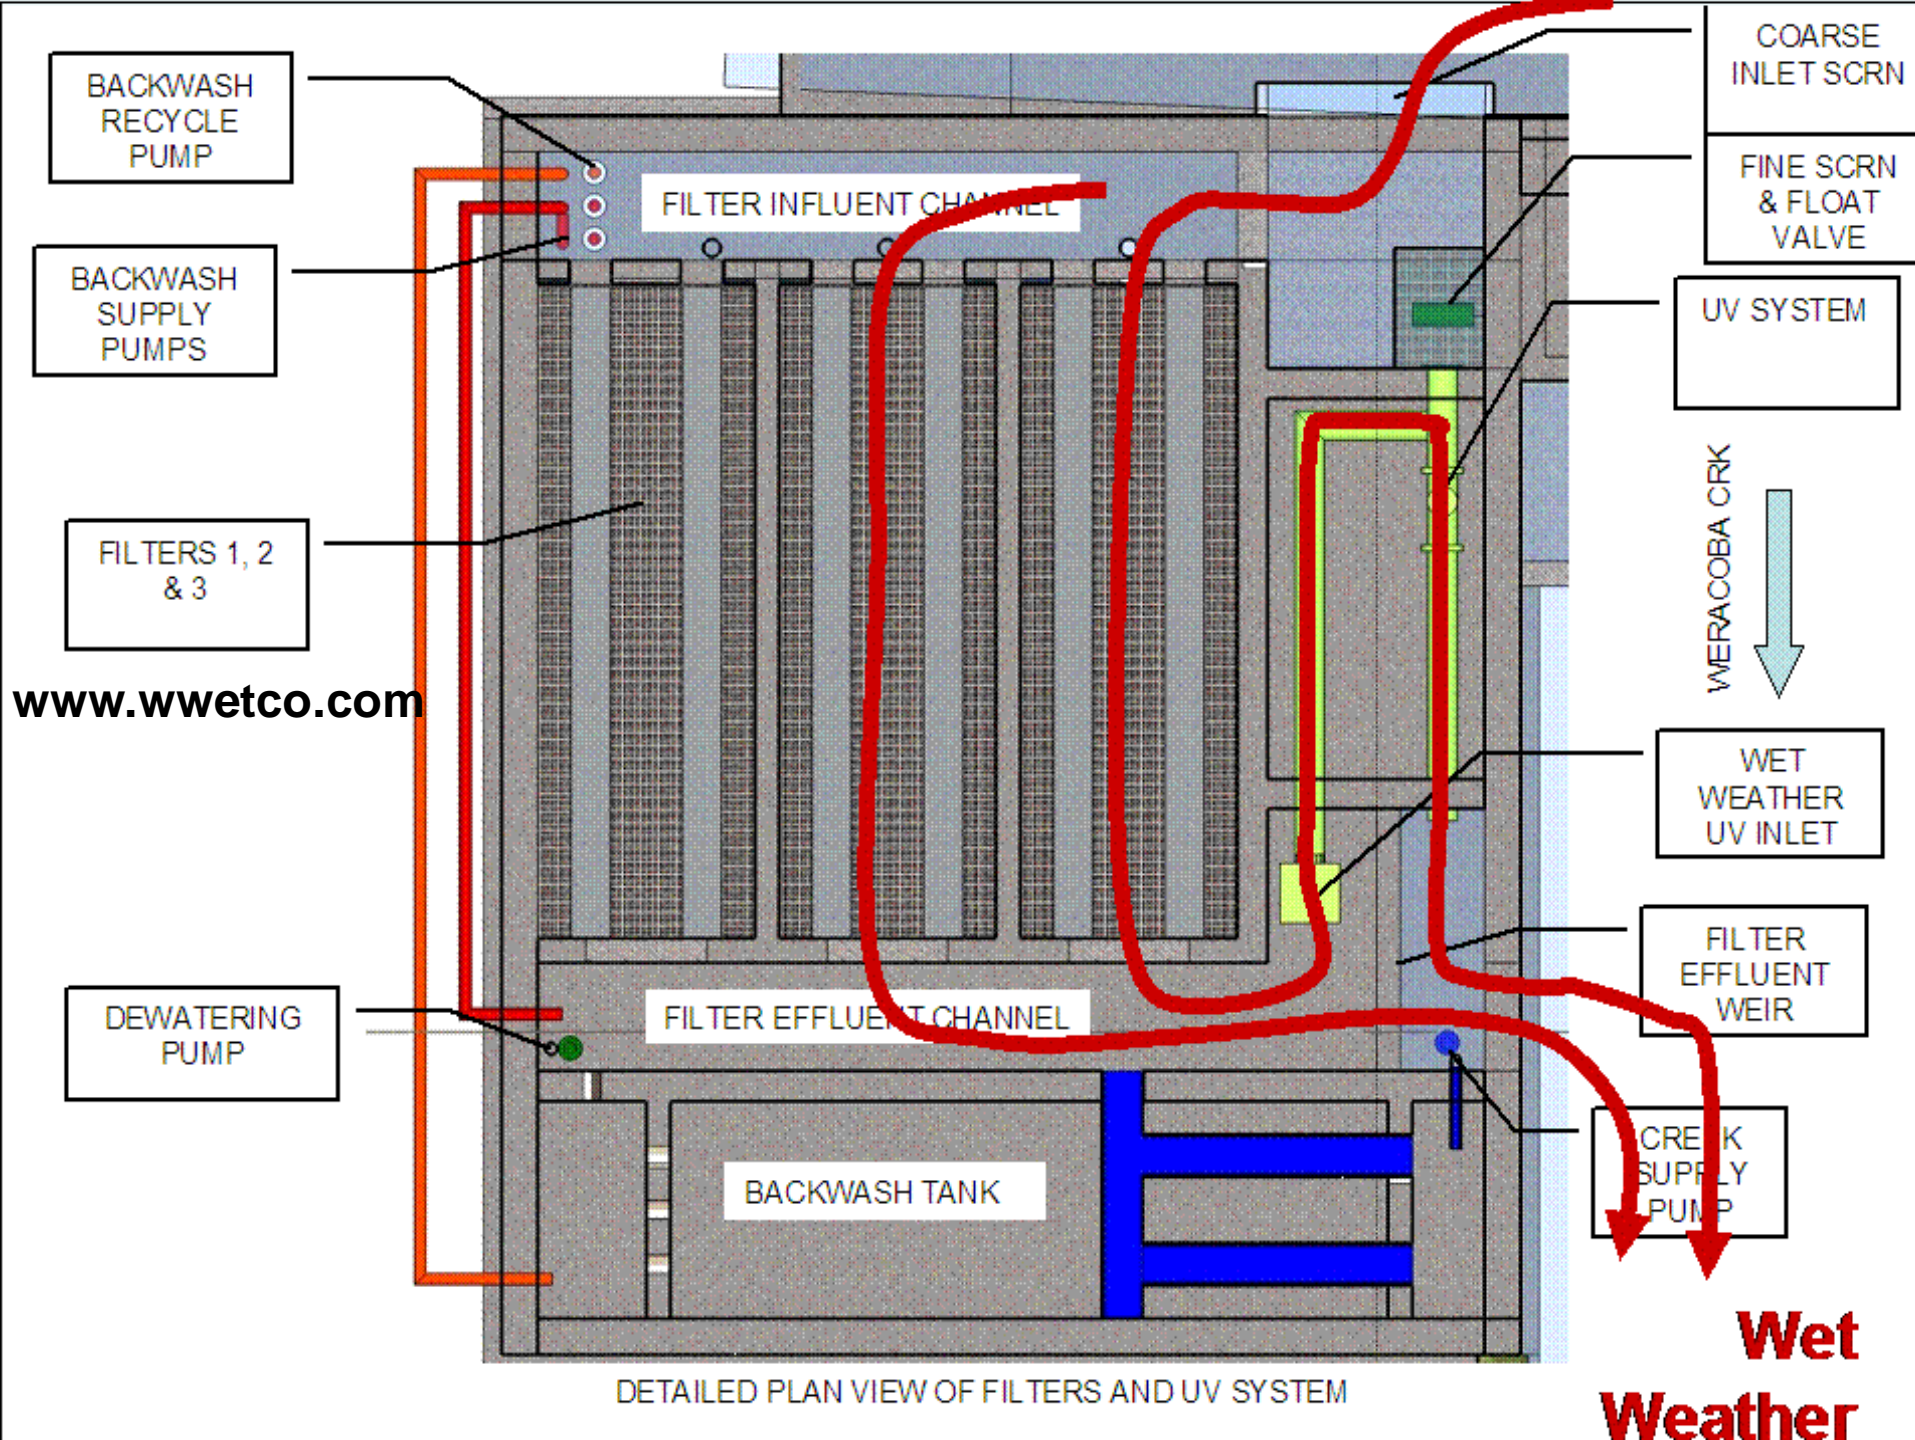 COARSE
INLET SCRN
BACKWASH
RECYCLE
PUMP
FINE SCRN
& FLOAT
VALVE
FILTER INFLUENT CHANNEL
BACKWASH
SUPPLY
PUMPS
UV SYSTEM
WERACOBA CRK
FILTERS 1, 2
& 3
www.wwetco.com
WET
WEATHER
UV INLET
FILTER
EFFLUENT
WEIR
DEWATERING
PUMP
FILTER EFFLUENT CHANNEL
CREEK
SUPPLY
PUMP
BACKWASH TANK
Wet
Weather
DETAILED PLAN VIEW OF FILTERS AND UV SYSTEM